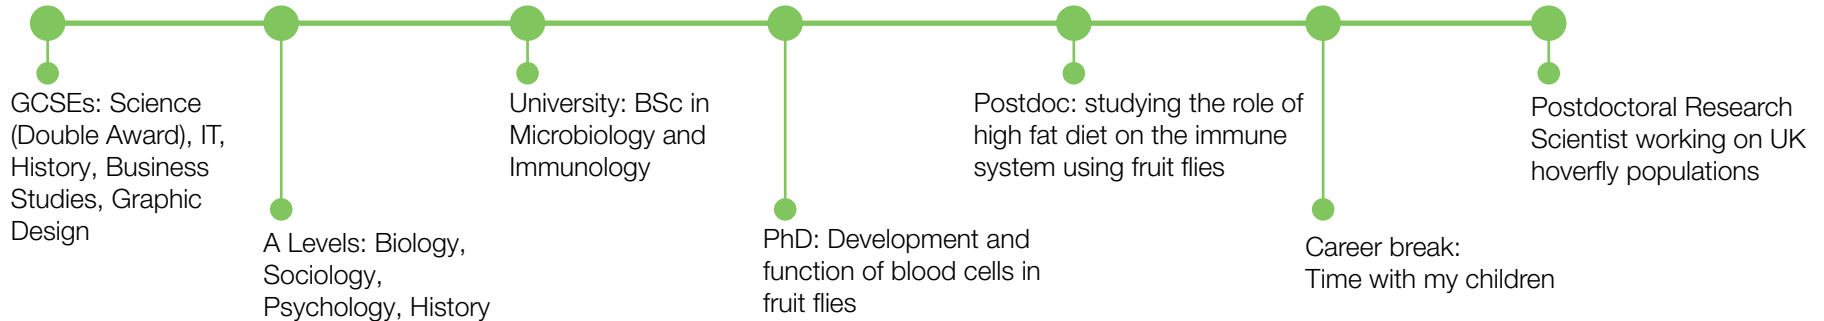 GCSEs: Science
(Double Award), IT,
History, Business
Studies, Graphic
Design
A Levels: Biology,
Sociology,
Psychology, History
University: BSc in
Microbiology and
Immunology
PhD: Development and
function of blood cells in
fruit flies
Postdoc: studying the role of
high fat diet on the immune
system using fruit flies
Career break:
Time with my children
Postdoctoral Research
Scientist working on UK
hoverfly populations